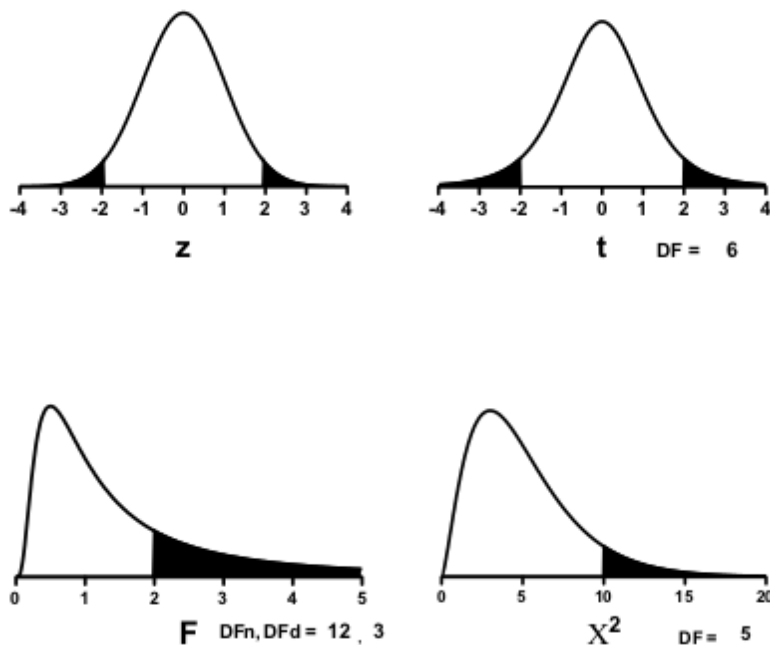 -4 -3 -2 -1 0 1 2 3 4
z
-4 -3 -2 -1 0 1 2 3 4
t DF = 6
0 1 2 3 4 5
F DFn, DFd = 12 , 3
0 5 10 15 20
X² DF = 5